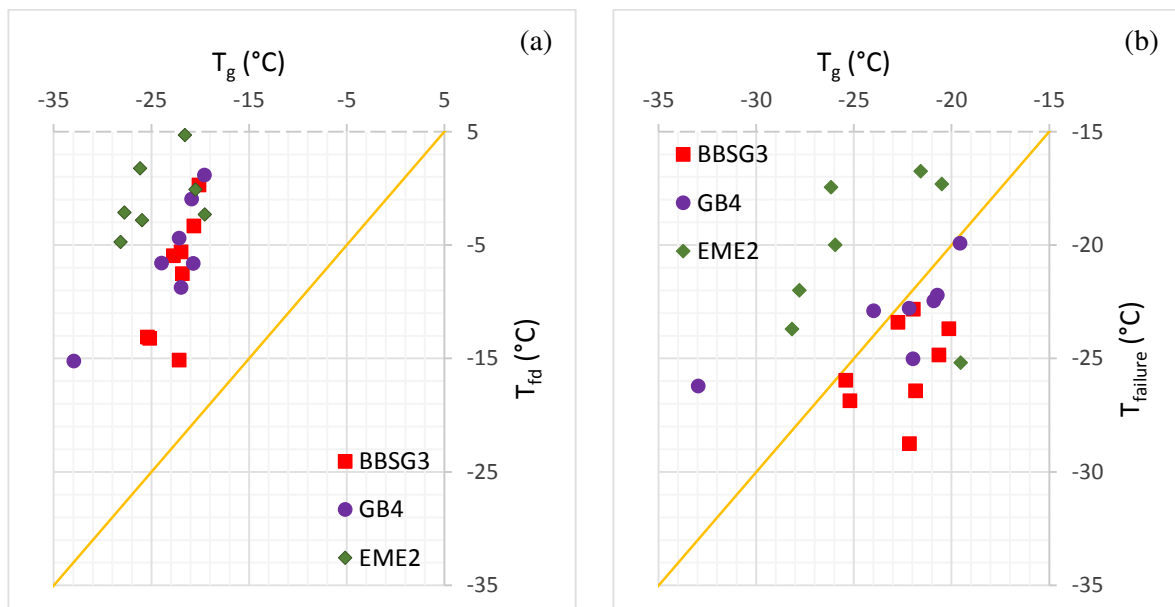 (a)
T_g (°C)
-35 -25 -15 -5 5
5
-5
-15
-25
-35
T_fd (°C)
BBSG3
GB4
EME2
(b)
T_g (°C)
-35 -30 -25 -20 -15
-15
-20
-25
-30
-35
T_failure (°C)
BBSG3
GB4
EME2